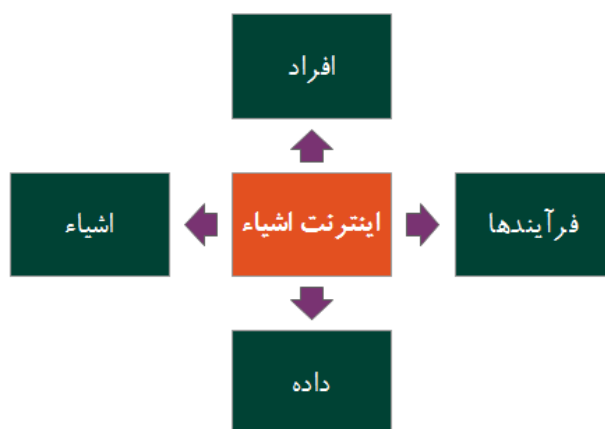 افراد
فرآیندها
اینترنت اشیاء
اشیاء
داده